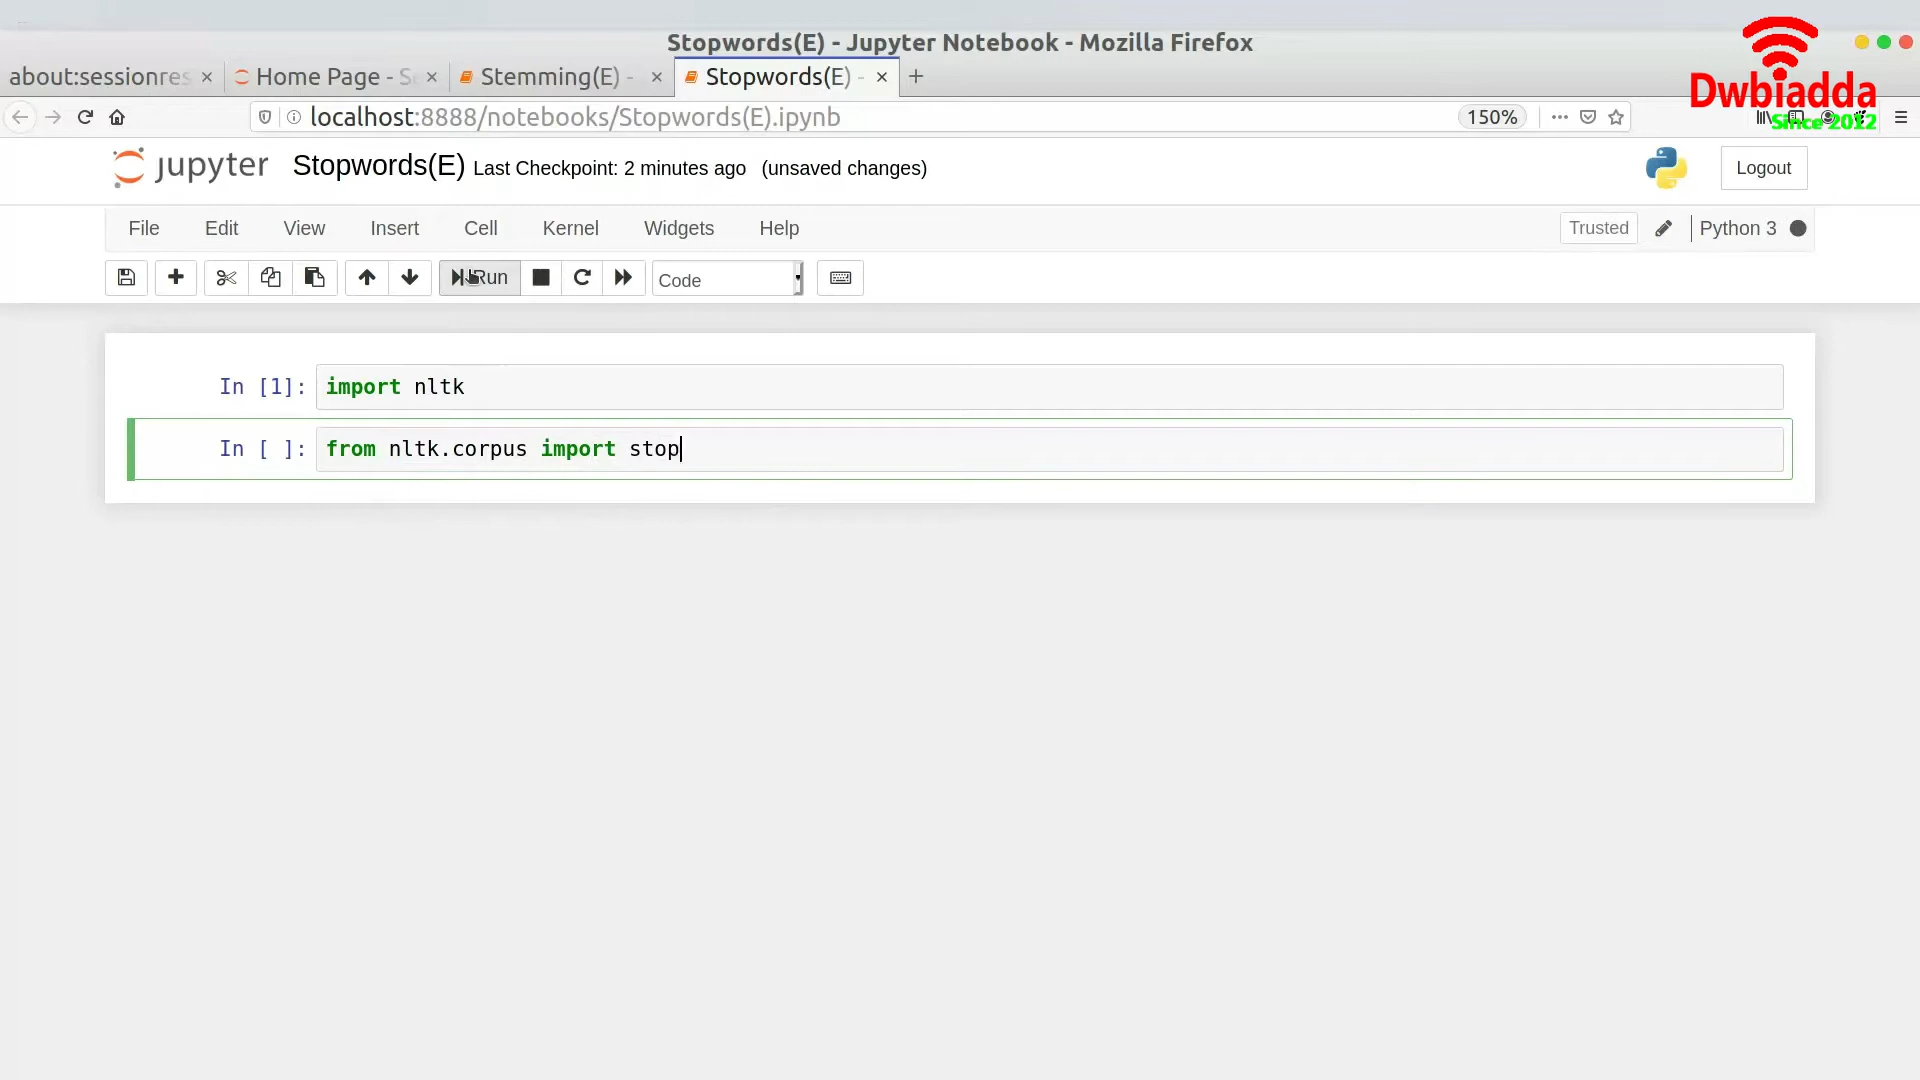 Stopwords(E) - Jupyter Notebook - Mozilla Firefox
about:sessionres
Home Page - S
Stemming(E) -
Stopwords(E) -
Dwbiadda
Since 2012
localhost:8888/notebooks/Stopwords(E).ipynb
150%
jupyter
Stopwords(E) Last Checkpoint: 2 minutes ago (unsaved changes)
Logout
File Edit View Insert Cell Kernel Widgets Help
Trusted
Python 3
Run
Code
In [1]: import nltk
In [ ]: from nltk.corpus import stop